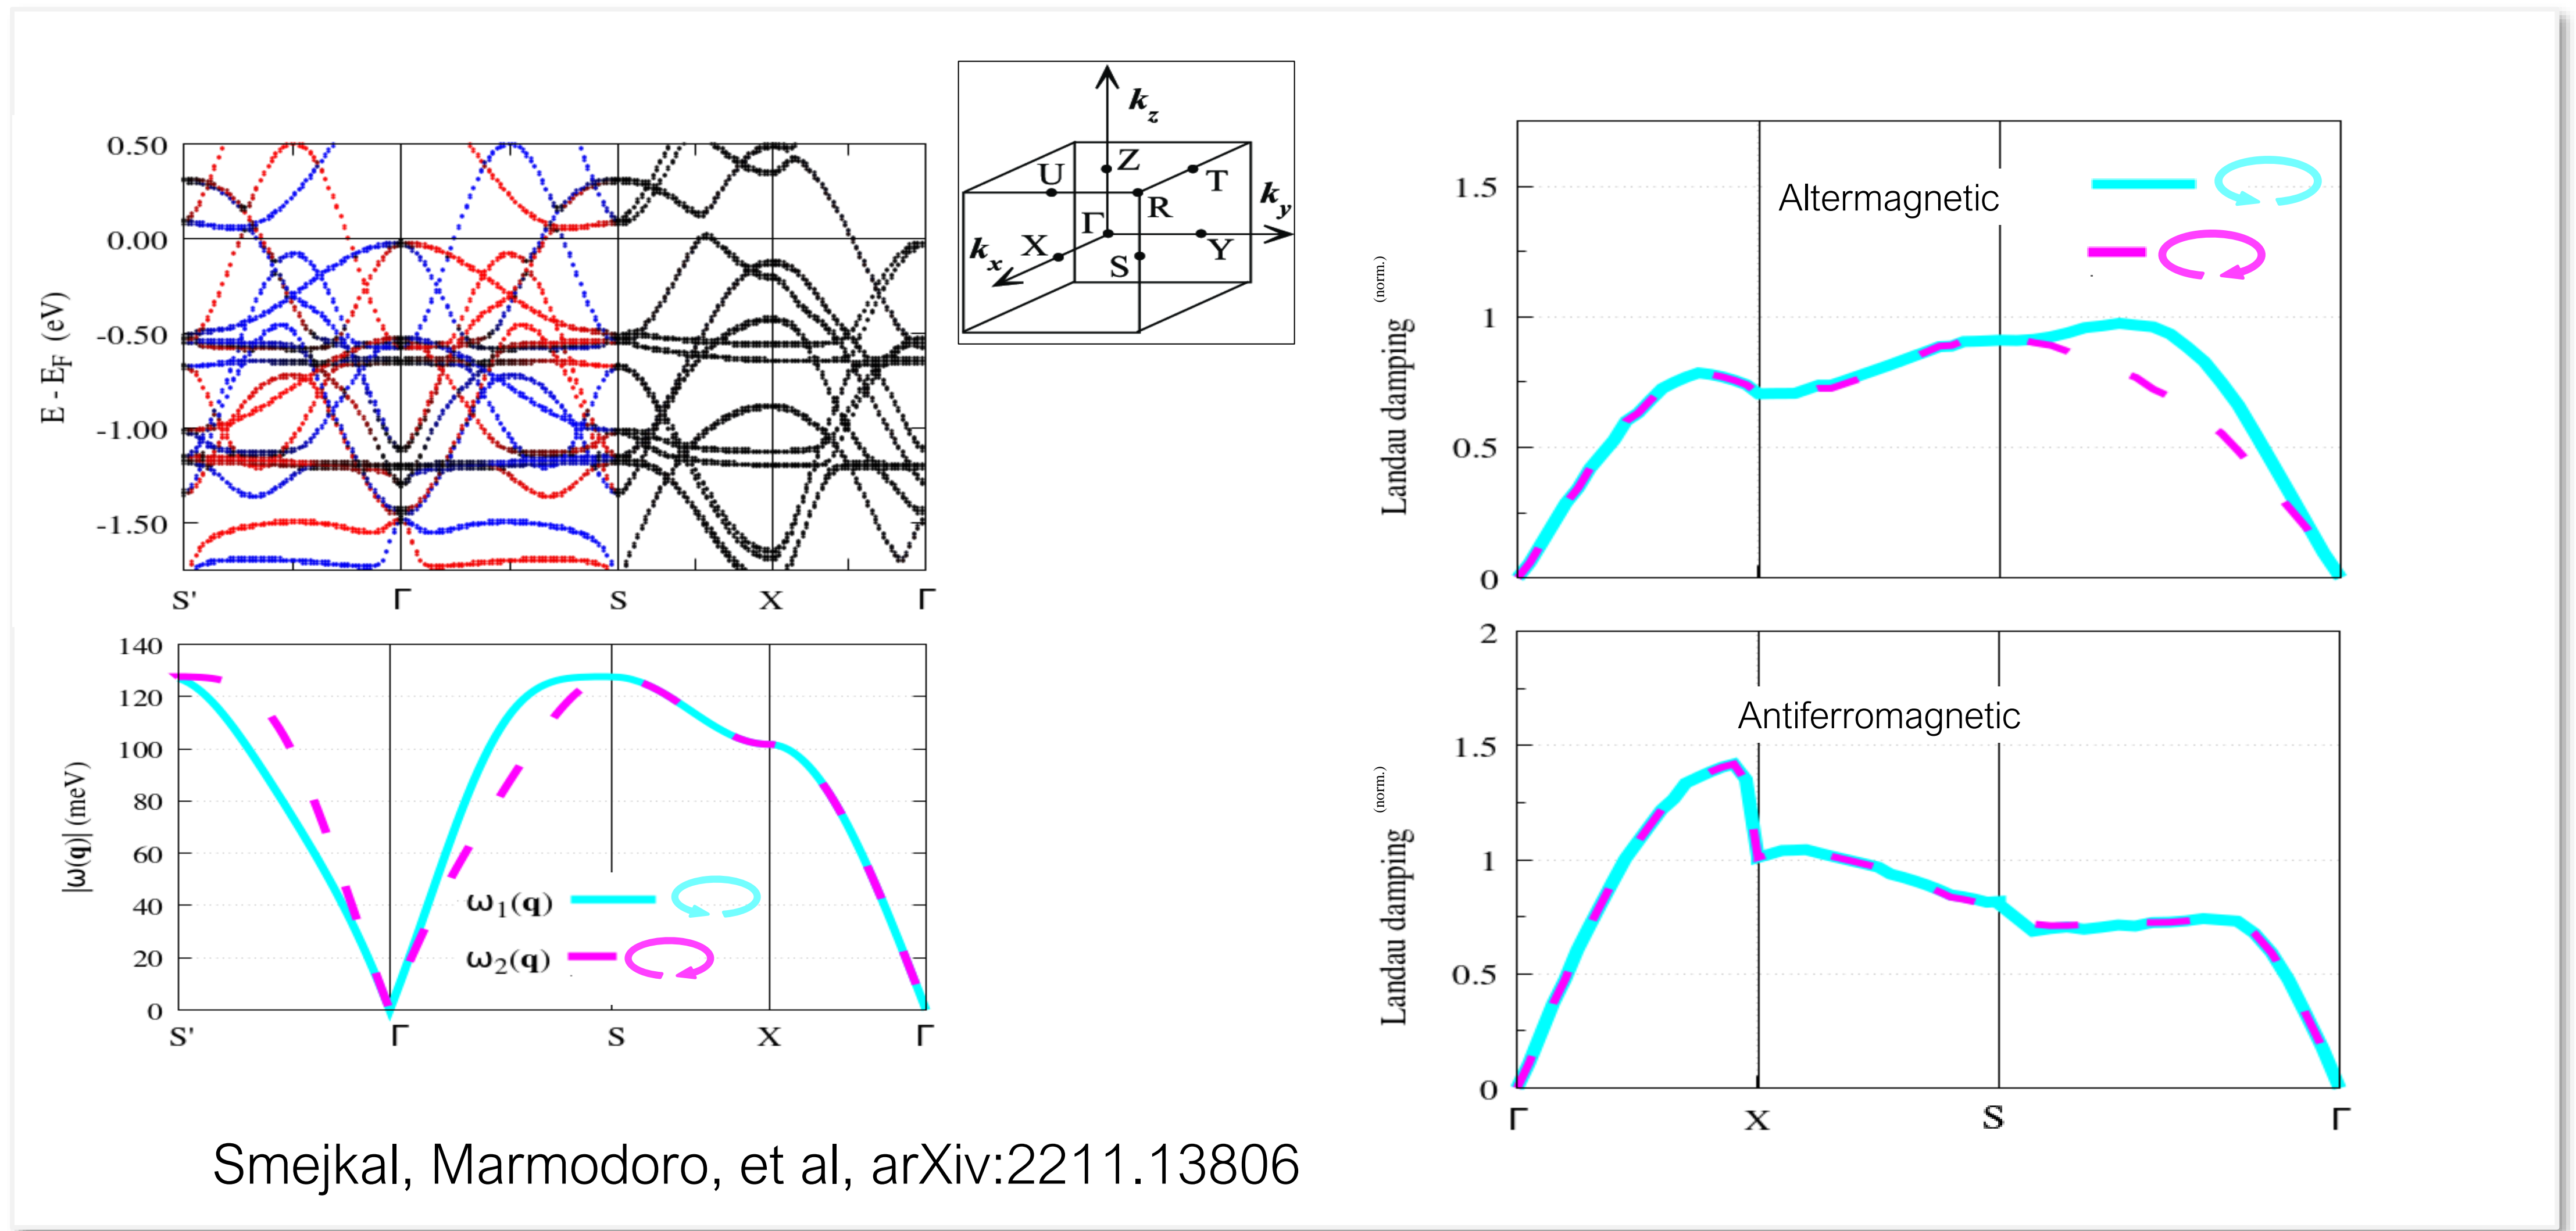 0.50
0.00
-0.50
-1.00
-1.50
E - E_F (eV)
S' Γ S X Γ
k_z
U Z T
k_y
Γ R
k_x X S Y
140
120
100
80
60
40
20
0
|ω(q)| (meV)
ω₁(q)
ω₂(q)
S' Γ S X Γ
Smejkal, Marmodoro, et al, arXiv:2211.13806
Altermagnetic
1.5
1
0.5
0
Landau damping (norm.)
2
Antiferromagnetic
1.5
1
0.5
0
Landau damping (norm.)
Γ X S Γ